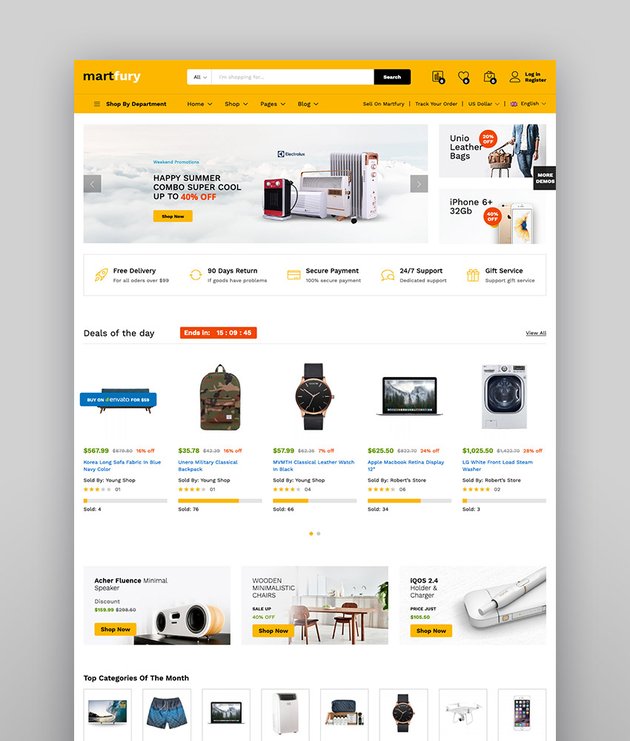 martfury
All
I'm shopping for...
Search
0
0
0
Log in
Register
Shop By Department
Home
Shop
Pages
Blog
Sell On Martfury
Track Your Order
US Dollar
English
Weekend Promotions
HAPPY SUMMER
COMBO SUPER COOL
UP TO 40% OFF
Shop Now
Electrolux
Unio
Leather
Bags
20%
OFF
MORE
DEMOS
iPhone 6+
32Gb
40%
OFF
Free Delivery
For all oders over $99
90 Days Return
If goods have problems
Secure Payment
100% secure payment
24/7 Support
Dedicated support
Gift Service
Support gift service
Deals of the day
Ends in: 15 : 09 : 45
View All
BUY ON envato FOR $59
$567.99 16% off
Korea Long Sofa Fabric In Blue
Navy Color
Sold By: Young Shop
01
Sold: 4
$35.78 $42.39 16% off
Unero Military Classical
Backpack
Sold By: Young Shop
01
Sold: 76
$57.99 $62.39 7% off
MVMTH Classical Leather Watch
In Black
Sold By: Young Shop
04
Sold: 66
$625.50 24% off
Apple Macbook Retina Display
12"
Sold By: Robert's Store
06
Sold: 34
$1,025.50 28% off
LG White Front Load Steam
Washer
Sold By: Robert's Store
02
Sold: 3
Acher Fluence Minimal
Speaker
Discount
$159.99 $298.60
Shop Now
WOODEN
MINIMALISTIC
CHAIRS
SALE UP
40% OFF
Shop Now
iQOS 2.4
Holder &
Charger
PRICE JUST
$105.50
Shop Now
Top Categories Of The Month